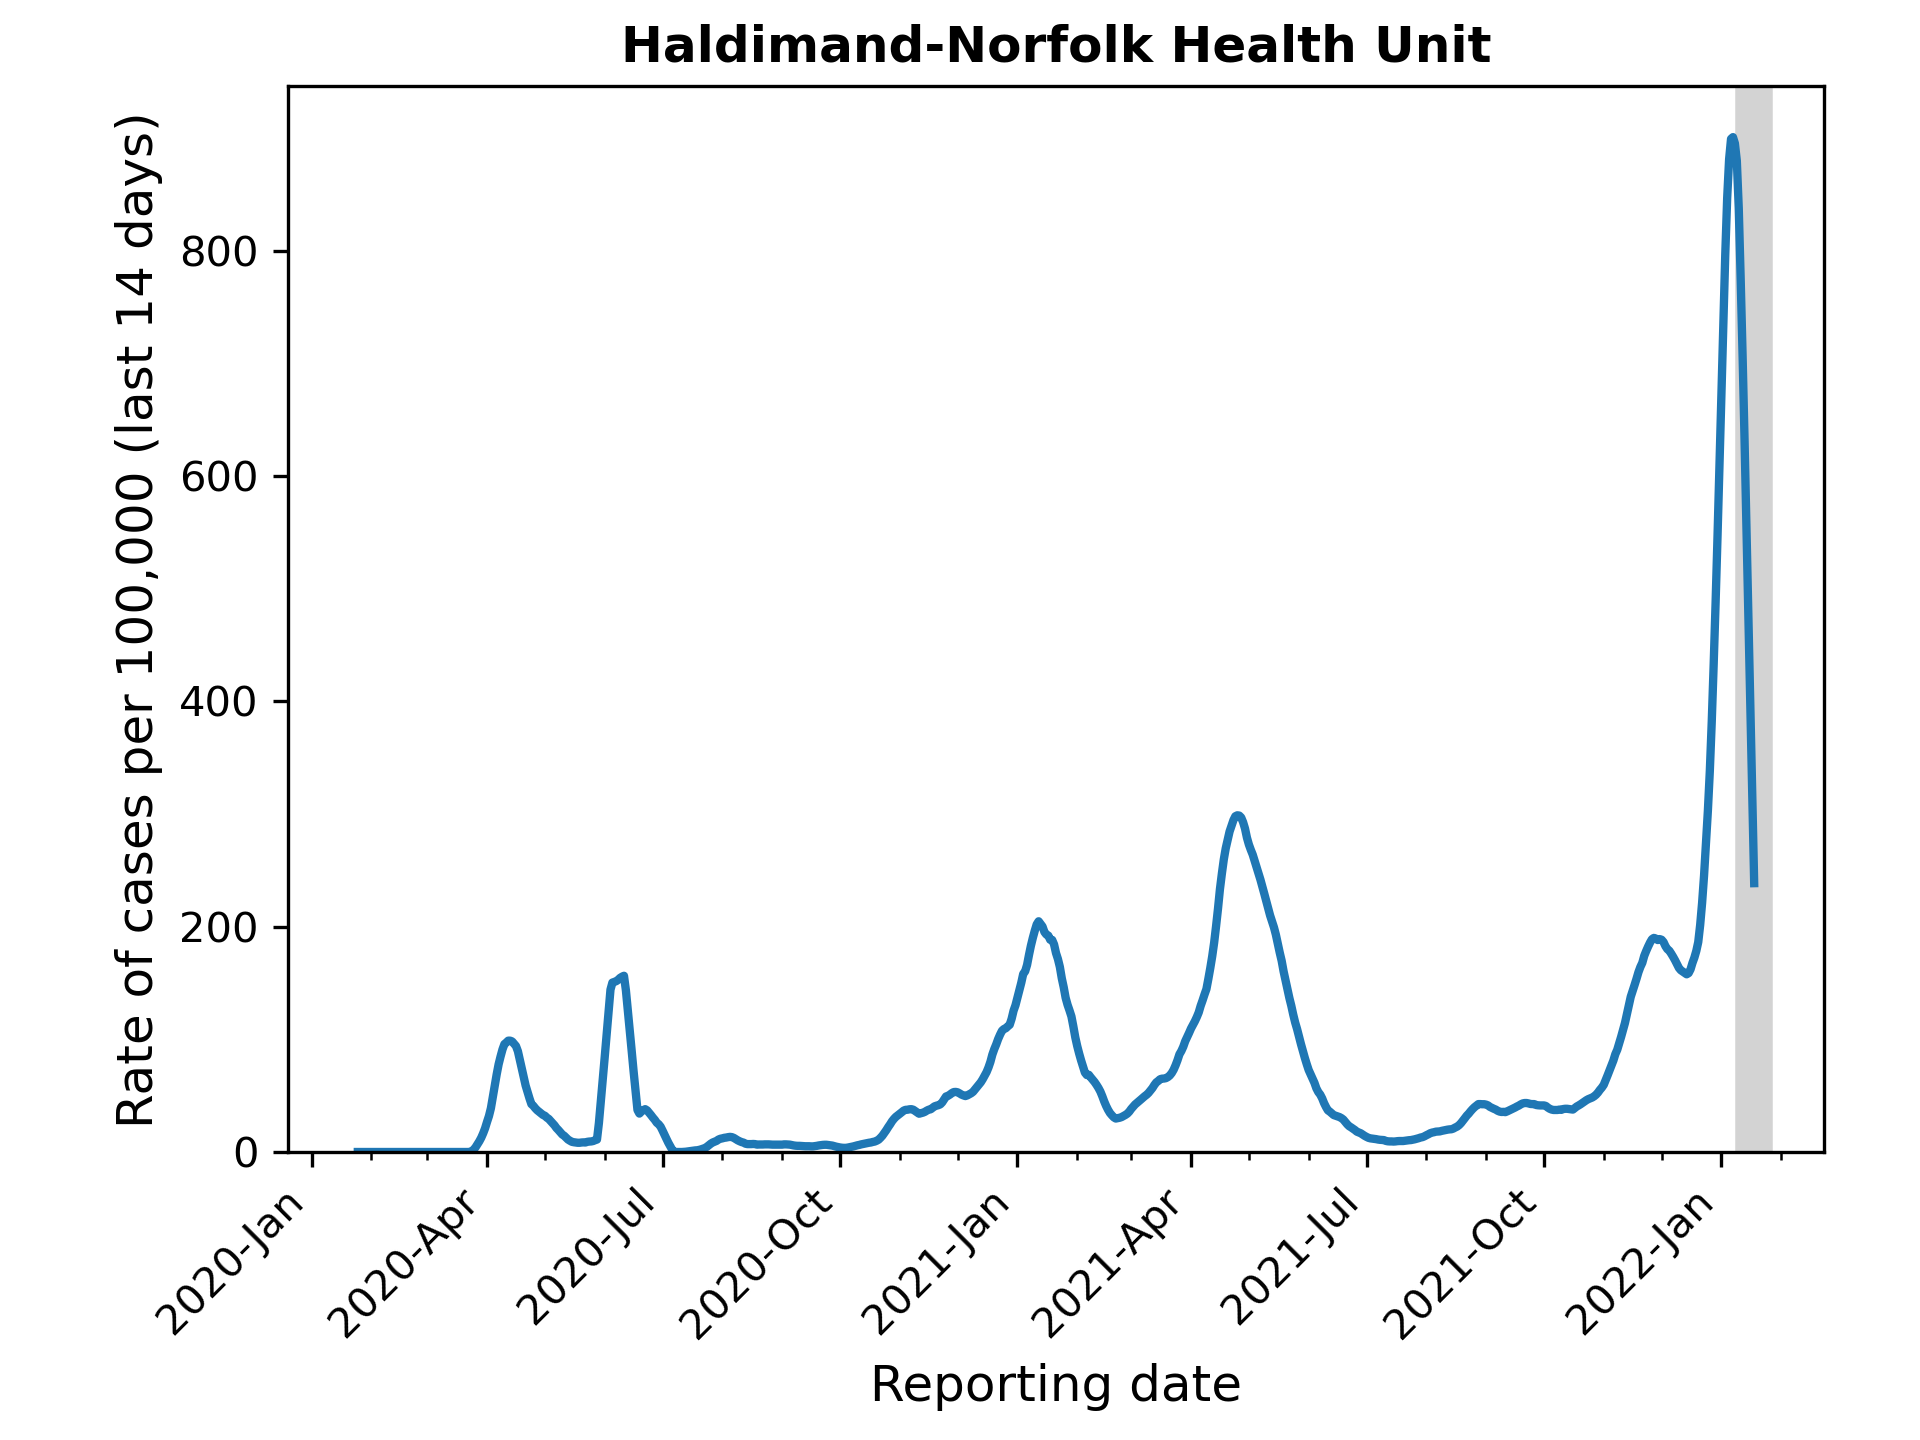 Haldimand-Norfolk Health Unit
Rate of cases per 100,000 (last 14 days)
800
600
400
200
0
2020-Jan
2020-Apr
2020-Jul
2020-Oct
2021-Jan
2021-Apr
2021-Jul
2021-Oct
2022-Jan
Reporting date